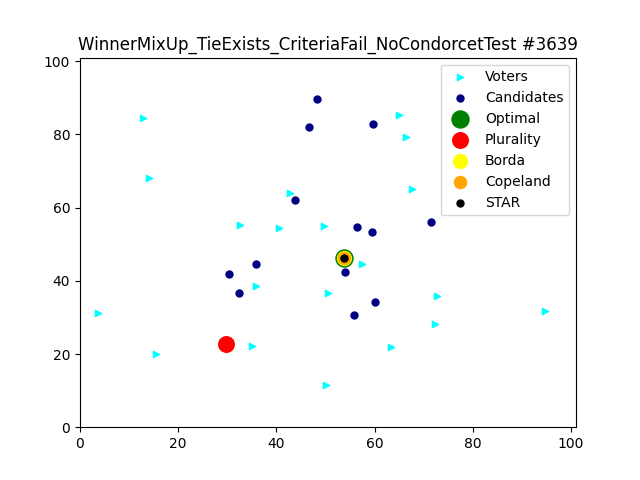 WinnerMixUp_TieExists_CriteriaFail_NoCondorcetTest #3639
100
80
60
40
20
0
0 20 40 60 80 100
Voters
Candidates
Optimal
Plurality
Borda
Copeland
STAR